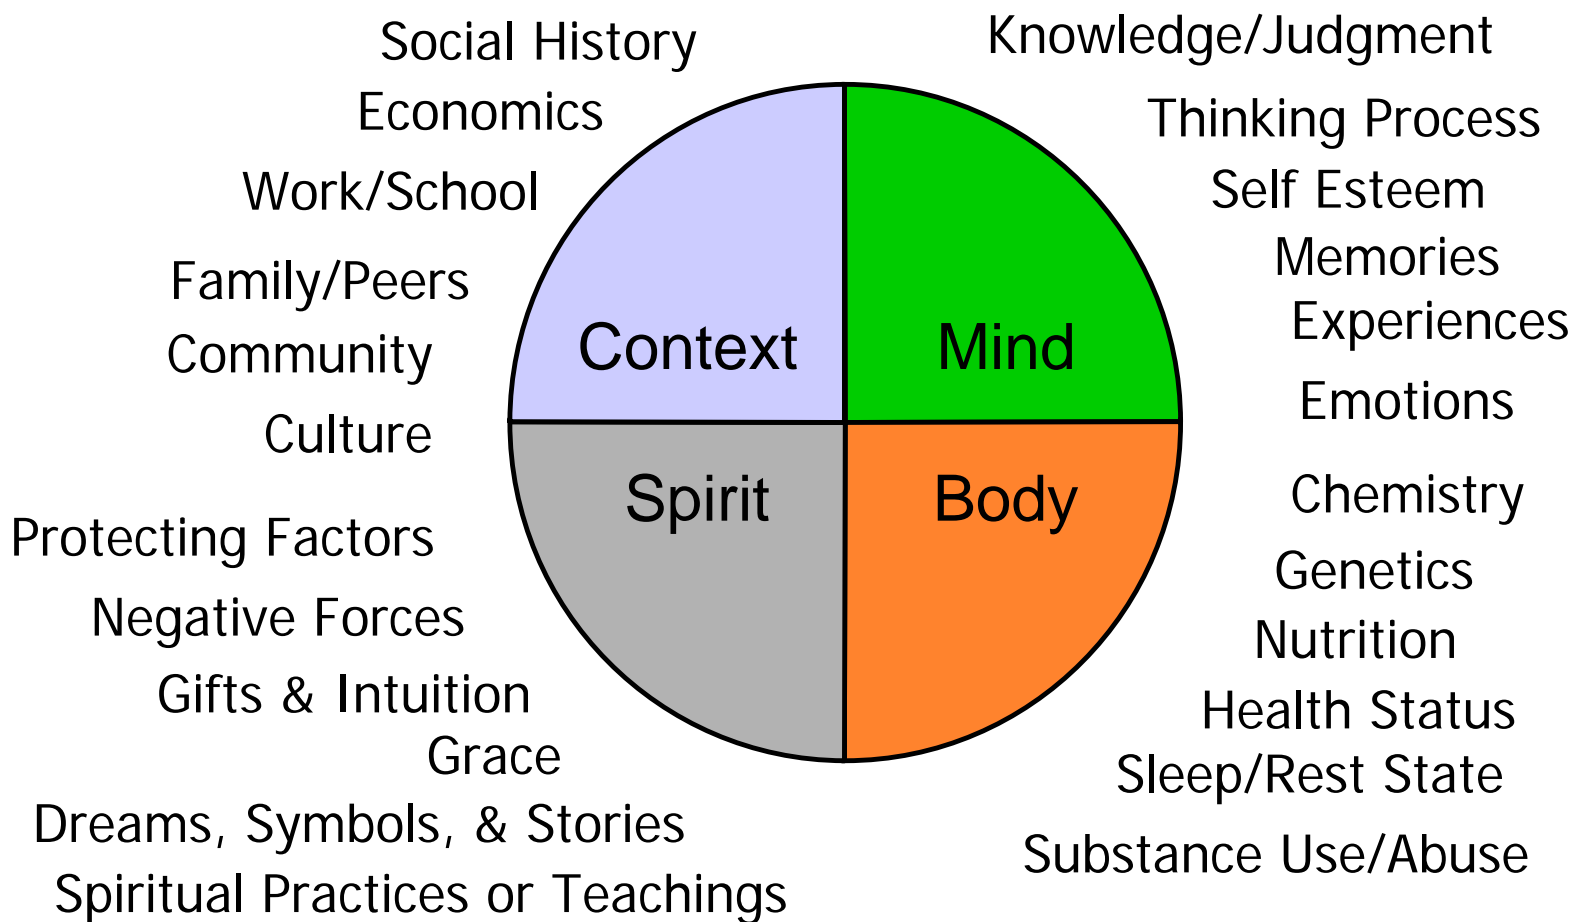 Social History
Economics
Work/School
Family/Peers
Community
Culture
Knowledge/Judgment
Thinking Process
Self Esteem
Memories
Experiences
Emotions
Context
Mind
Spirit
Body
Protecting Factors
Negative Forces
Gifts & Intuition
Grace
Dreams, Symbols, & Stories
Spiritual Practices or Teachings
Chemistry
Genetics
Nutrition
Health Status
Sleep/Rest State
Substance Use/Abuse